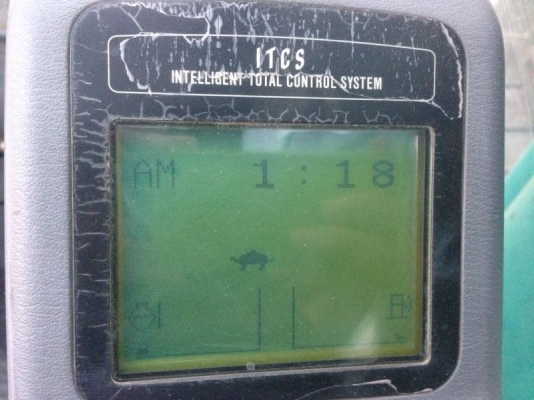 ITCS
INTELLIGENT TOTAL CONTROL SYSTEM
AM 1:18